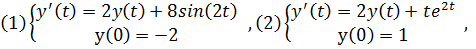 (1) { y′(t) = 2y(t) + 8sin(2t) , (2) { y′(t) = 2y(t) + te^{2t} ,
y(0) = −2 y(0) = 1